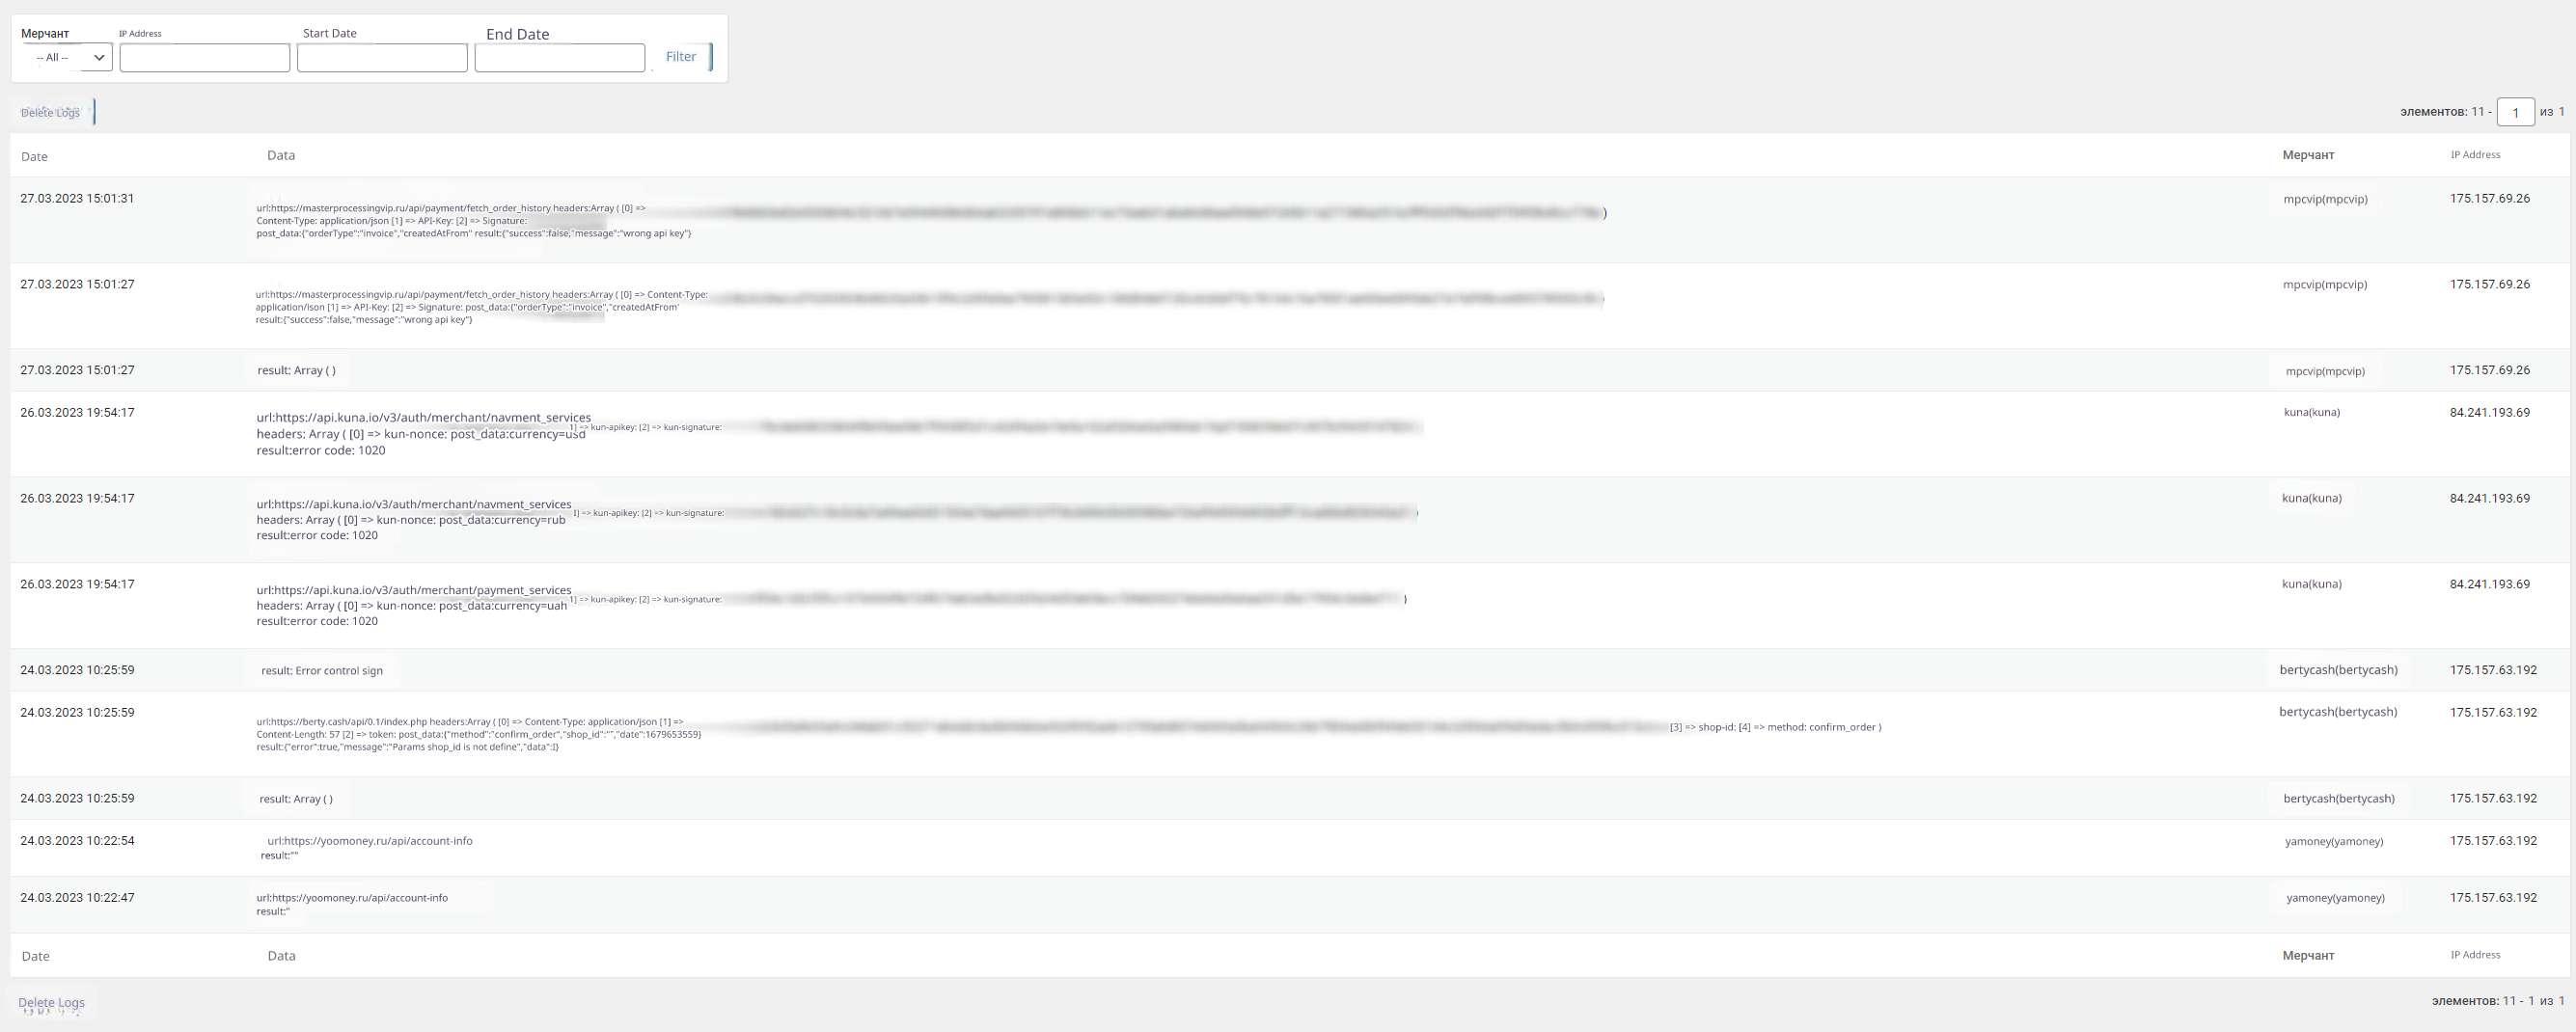 Мерчант IP Address Start Date End Date
-- All -- Filter
Delete Logs элементов: 11 - 1 из 1
Date Data Мерчант IP Address
27.03.2023 15:01:31 mpcvip(mpcvip) 175.157.69.26
url:https://masterprocessingvip.ru/api/payment/fetch_order_history headers:Array ( [0] =>
Content-Type: application/json [1] => API-Key: [2] => Signature: )
post_data:{"orderType":"invoice","createdAtFrom" result:{"success":false,"message":"wrong api key"}
27.03.2023 15:01:27 mpcvip(mpcvip) 175.157.69.26
url:https://masterprocessingvip.ru/api/payment/fetch_order_history headers:Array ( [0] => Content-Type:
application/json [1] => API-Key: [2] => Signature: post_data:{"orderType":"invoice","createdAtFrom'
result:{"success":false,"message":"wrong api key"}
27.03.2023 15:01:27 result: Array ( ) mpcvip(mpcvip) 175.157.69.26
26.03.2023 19:54:17 kuna(kuna) 84.241.193.69
url:https://api.kuna.io/v3/auth/merchant/navment_services
1] => kun-apikey: [2] => kun-signature:
headers: Array ( [0] => kun-nonce: post_data:currency=usd
result:error code: 1020
26.03.2023 19:54:17 kuna(kuna) 84.241.193.69
url:https://api.kuna.io/v3/auth/merchant/navment_services
I] => kun-apikey: [2] => kun-signature:
headers: Array ( [0] => kun-nonce: post_data:currency=rub
result:error code: 1020
26.03.2023 19:54:17 kuna(kuna) 84.241.193.69
url:https://api.kuna.io/v3/auth/merchant/payment_services
1] => kun-apikey: [2] => kun-signature: )
headers: Array ( [0] => kun-nonce: post_data:currency=uah
result:error code: 1020
24.03.2023 10:25:59 result: Error control sign bertycash(bertycash) 175.157.63.192
24.03.2023 10:25:59 bertycash(bertycash) 175.157.63.192
url:https://berty.cash/api/0.1/index.php headers:Array ( [0] => Content-Type: application/json [1] =>
[3] => shop-id: [4] => method: confirm_order )
Content-Length: 57 [2] => token: post_data:{"method":"confirm_order","shop_id":"","date":1679653559}
result:{"error":true,"message":"Params shop_id is not define","data":I}
24.03.2023 10:25:59 result: Array ( ) bertycash(bertycash) 175.157.63.192
24.03.2023 10:22:54 url:https://yoomoney.ru/api/account-info yamoney(yamoney) 175.157.63.192
result:""
24.03.2023 10:22:47 url:https://yoomoney.ru/api/account-info yamoney(yamoney) 175.157.63.192
result:"
Date Data Мерчант IP Address
Delete Logs элементов: 11 - 1 из 1